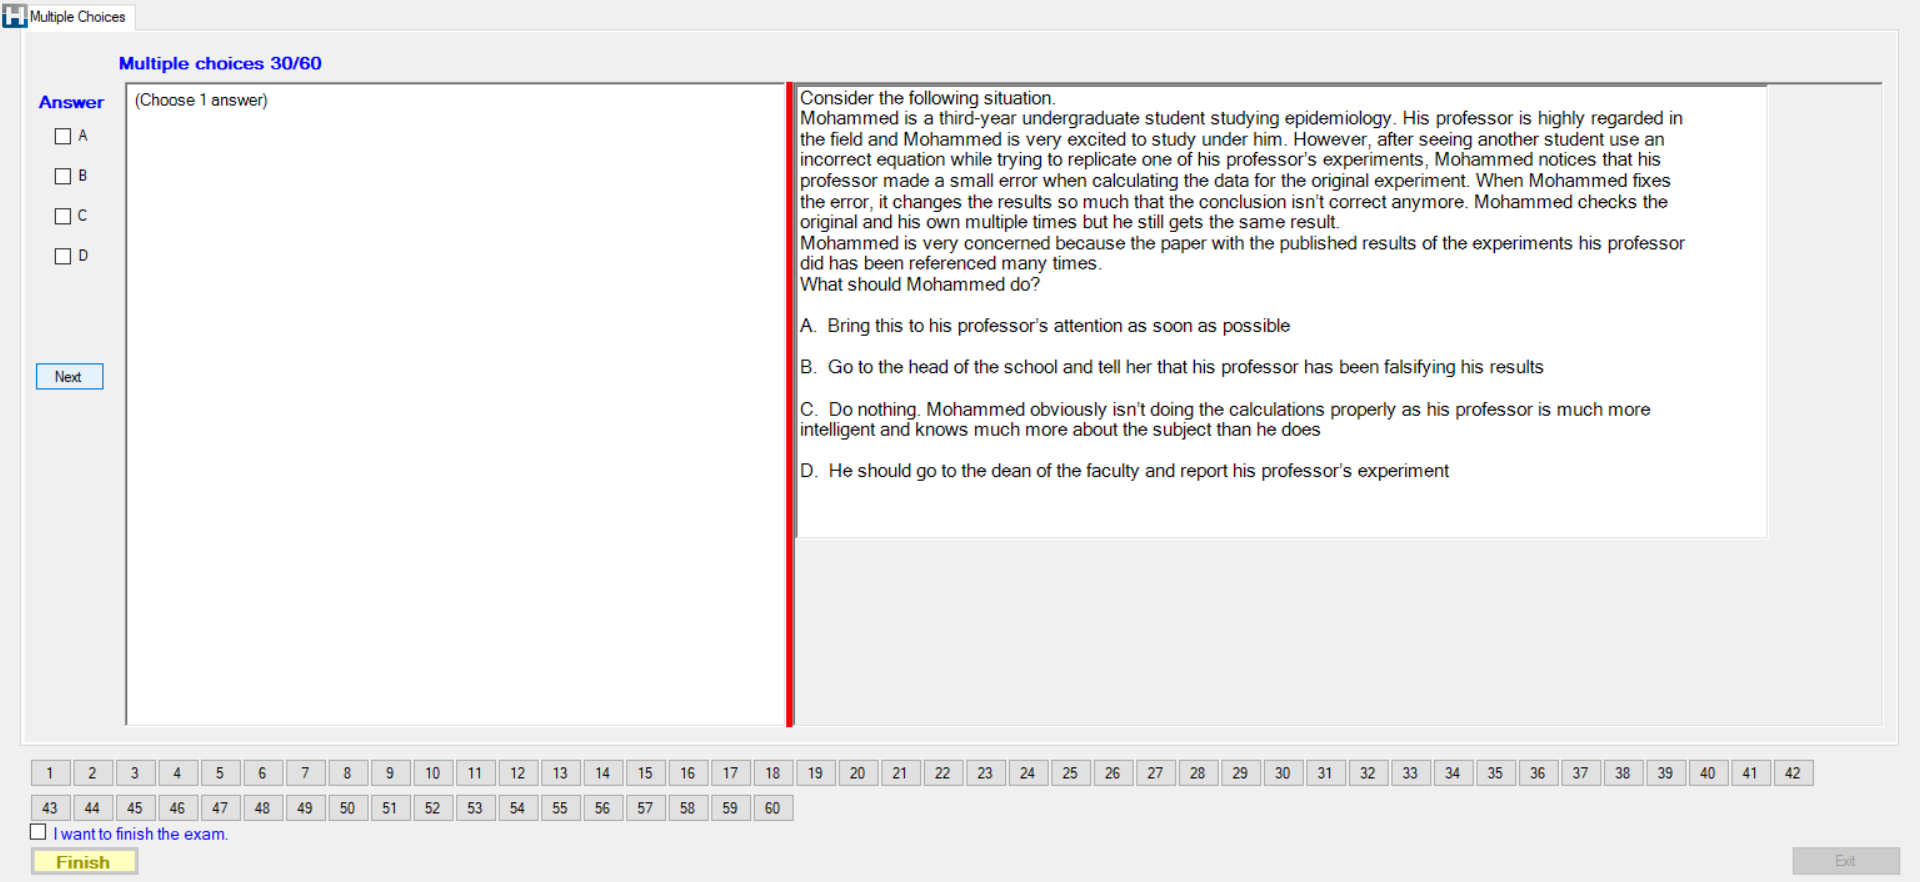 Multiple Choices
Multiple choices 30/60
Answer
(Choose 1 answer)
A
B
C
D
Next
Consider the following situation.
Mohammed is a third-year undergraduate student studying epidemiology. His professor is highly regarded in
the field and Mohammed is very excited to study under him. However, after seeing another student use an
incorrect equation while trying to replicate one of his professor's experiments, Mohammed notices that his
professor made a small error when calculating the data for the original experiment. When Mohammed fixes
the error, it changes the results so much that the conclusion isn't correct anymore. Mohammed checks the
original and his own multiple times but he still gets the same result.
Mohammed is very concerned because the paper with the published results of the experiments his professor
did has been referenced many times.
What should Mohammed do?
A. Bring this to his professor's attention as soon as possible
B. Go to the head of the school and tell her that his professor has been falsifying his results
C. Do nothing. Mohammed obviously isn't doing the calculations properly as his professor is much more
intelligent and knows much more about the subject than he does
D. He should go to the dean of the faculty and report his professor's experiment
1 2 3 4 5 6 7 8 9 10 11 12 13 14 15 16 17 18 19 20 21 22 23 24 25 26 27 28 29 30 31 32 33 34 35 36 37 38 39 40 41 42
43 44 45 46 47 48 49 50 51 52 53 54 55 56 57 58 59 60
I want to finish the exam.
Finish
Exit